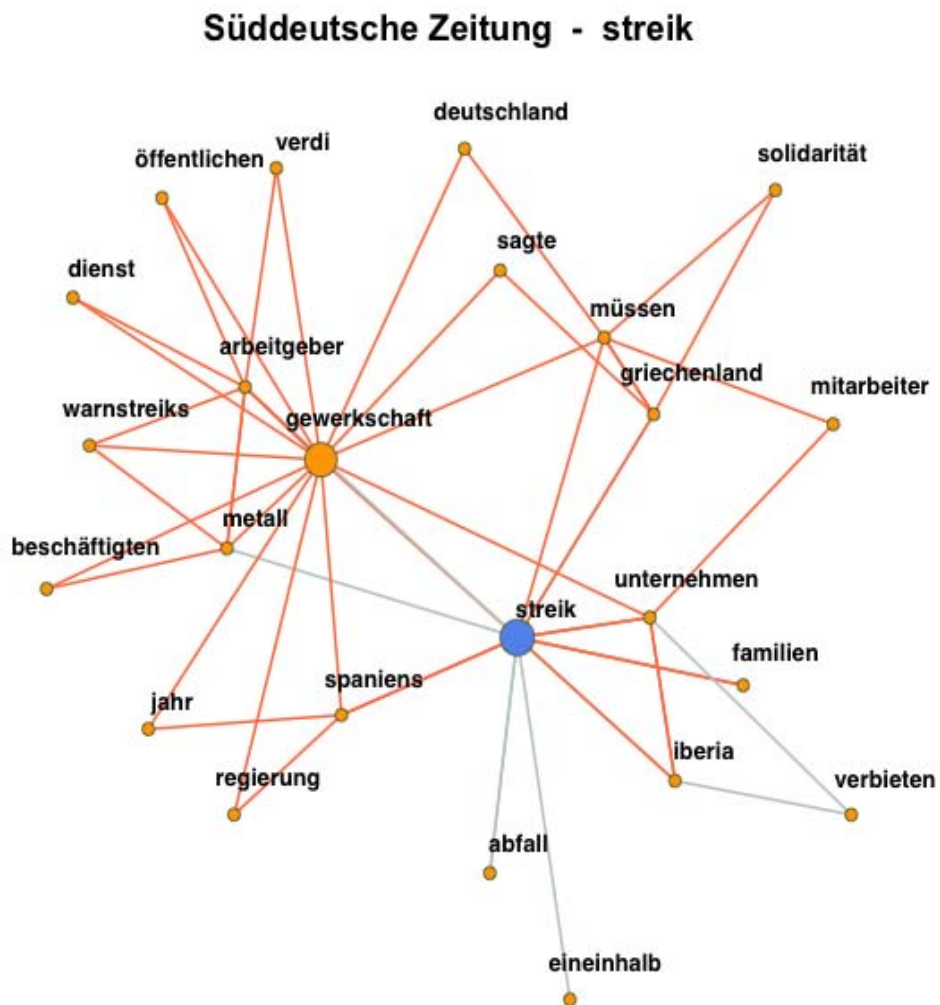 Süddeutsche Zeitung - streik
deutschland
verdi
öffentlichen
solidarität
sagte
dienst
müssen
arbeitgeber
griechenland
mitarbeiter
warnstreiks
gewerkschaft
metall
beschäftigten
unternehmen
streik
familien
spaniens
jahr
iberia
regierung
verbieten
abfall
eineinhalb